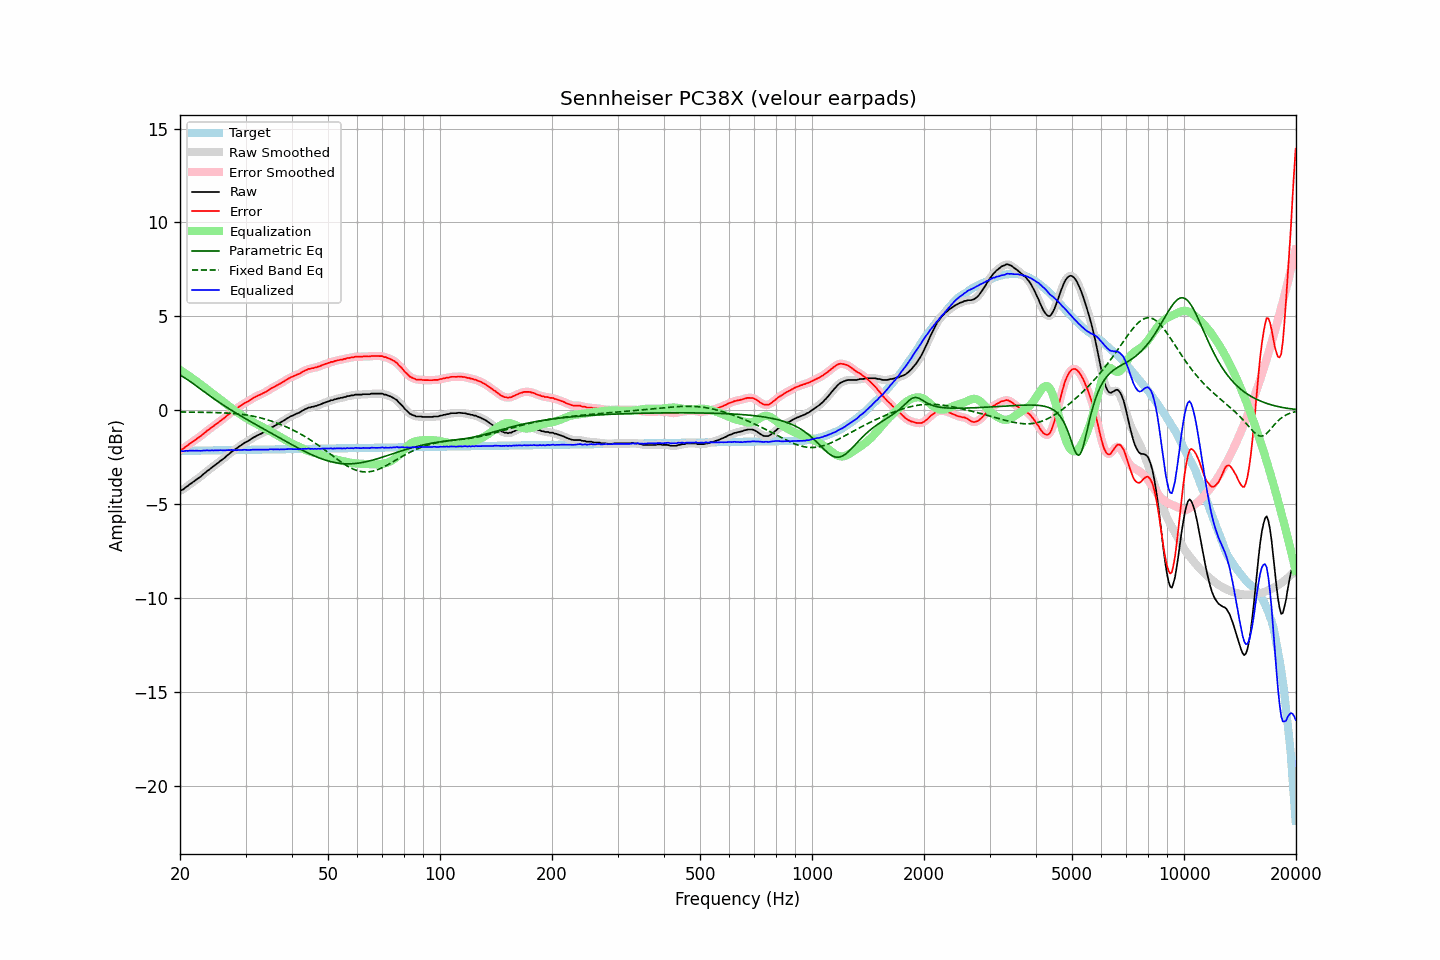 Sennheiser PC38X (velour earpads)
15
10
5
0
−5
−10
−15
−20
Amplitude (dBr)
Target
Raw Smoothed
Error Smoothed
Raw
Error
Equalization
Parametric Eq
Fixed Band Eq
Equalized
20 50 100 200 500 1000 2000 5000 10000 20000
Frequency (Hz)